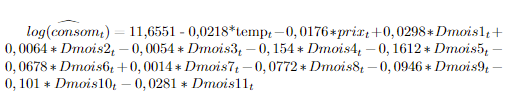 log(consom_t) = 11,6551 - 0,0218*temp_t−0,0176∗prix_t+0,0298∗Dmois1_t+
0,0064∗Dmois2_t−0,0054∗Dmois3_t−0,154∗Dmois4_t−0,1612∗Dmois5_t−
0,0678∗Dmois6_t+0,0014∗Dmois7_t−0,0772∗Dmois8_t−0,0946∗Dmois9_t−
0,101∗Dmois10_t−0,0281∗Dmois11_t